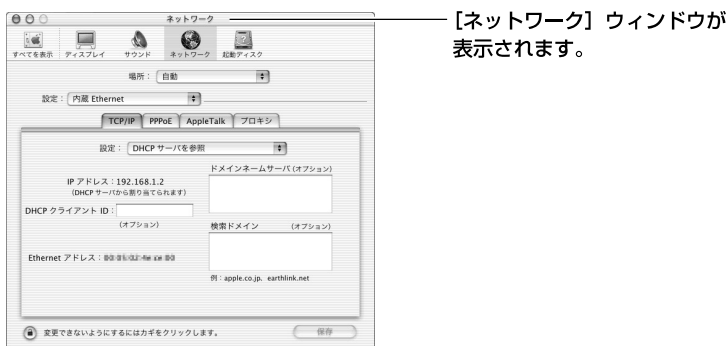 ネットワーク
[ネットワーク] ウィンドウが
表示されます。
すべてを表示 ディスプレイ サウンド ネットワーク 起動ディスク
場所： 自動
設定： 内蔵 Ethernet
TCP/IP PPPoE AppleTalk プロキシ
設定： DHCP サーバを参照
ドメインネームサーバ (オプション)
IP アドレス：192.168.1.2
(DHCP サーバから割り当てられます)
DHCP クライアント ID：
(オプション)
検索ドメイン (オプション)
Ethernet アドレス：
例：apple.co.jp、earthlink.net
変更できないようにするにはカギをクリックします。
保存